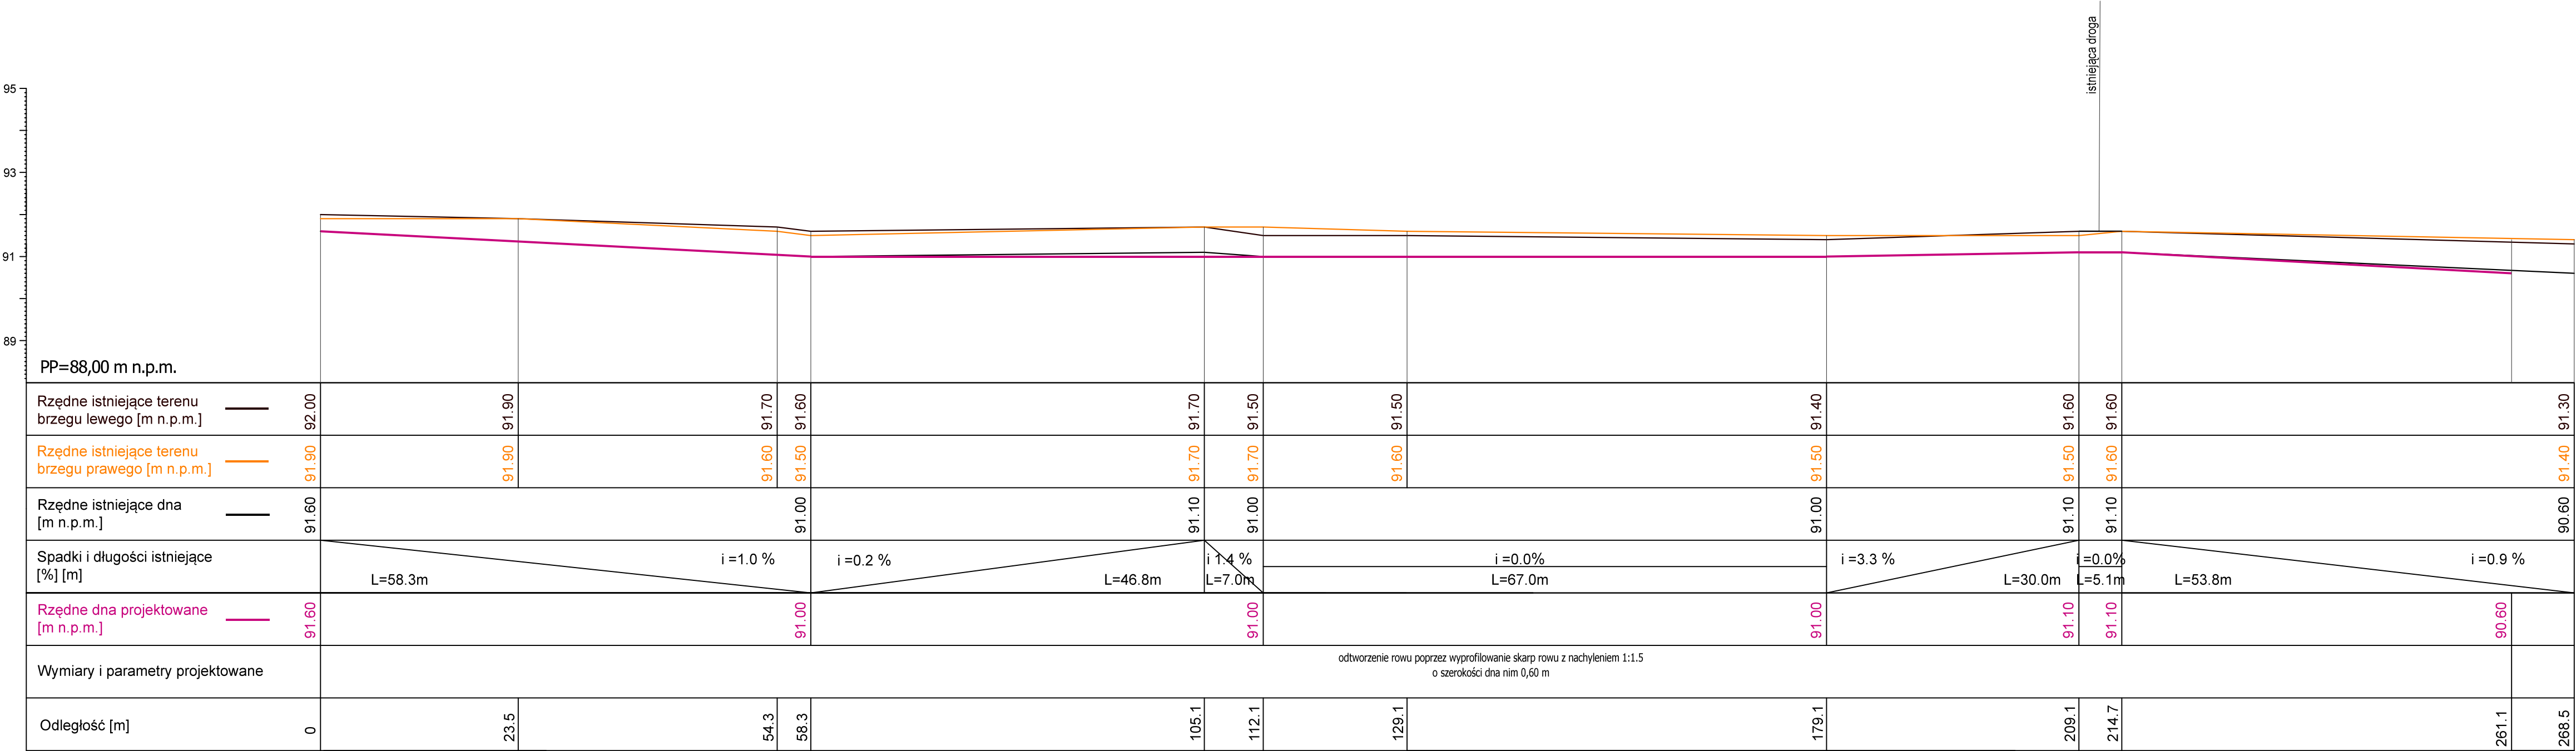 istniejąca droga
95
93
91
89
PP=88,00 m n.p.m.
Rzędne istniejące terenu
brzegu lewego [m n.p.m.]
92.00 91.90 91.70 91.60 91.70 91.50 91.50 91.40 91.60 91.60 91.30
Rzędne istniejące terenu
brzegu prawego [m n.p.m.]
91.90 91.90 91.60 91.50 91.70 91.70 91.60 91.50 91.50 91.60 91.40
Rzędne istniejące dna
[m n.p.m.]
91.60 91.00 91.10 91.00 91.00 91.10 91.10 90.60
Spadki i długości istniejące
[%] [m]
i =1.0 % i =0.2 % i 1.4 % i =0.0% i =3.3 % i =0.0% i =0.9 %
L=58.3m L=46.8m L=7.0m L=67.0m L=30.0m L=5.1m L=53.8m
Rzędne dna projektowane
[m n.p.m.]
91.60 91.00 91.00 91.00 91.10 91.10 90.60
Wymiary i parametry projektowane
odtworzenie rowu poprzez wyprofilowanie skarp rowu z nachyleniem 1:1.5
o szerokości dna nim 0,60 m
Odległość [m]
0 23.5 54.3 58.3 105.1 112.1 129.1 179.1 209.1 214.7 261.1 268.5